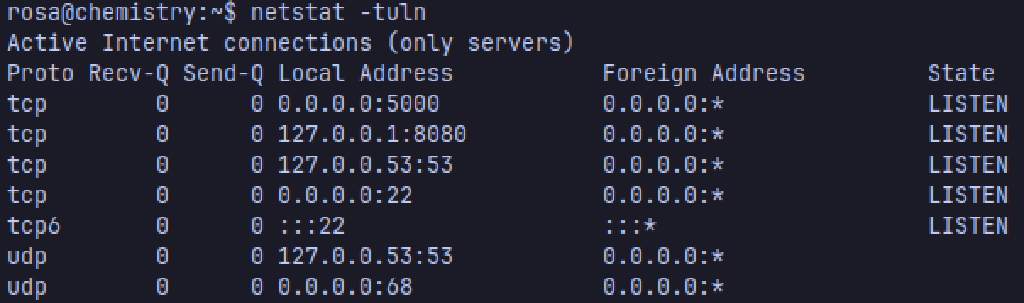 rosa@chemistry:~$ netstat -tuln
Active Internet connections (only servers)
Proto Recv-Q Send-Q Local Address           Foreign Address         State
tcp        0      0 0.0.0.0:5000            0.0.0.0:*               LISTEN
tcp        0      0 127.0.0.1:8080          0.0.0.0:*               LISTEN
tcp        0      0 127.0.0.53:53           0.0.0.0:*               LISTEN
tcp        0      0 0.0.0.0:22              0.0.0.0:*               LISTEN
tcp6       0      0 :::22                   :::*                    LISTEN
udp        0      0 127.0.0.53:53           0.0.0.0:*
udp        0      0 0.0.0.0:68              0.0.0.0:*